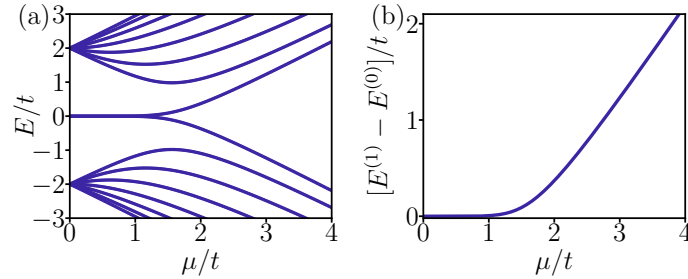 (a)
3
2
1
0
−1
−2
−3
E/t
0 1 2 3 4
μ/t
(b)
2
1
0
[E⁽¹⁾ − E⁽⁰⁾]/t
0 1 2 3 4
μ/t